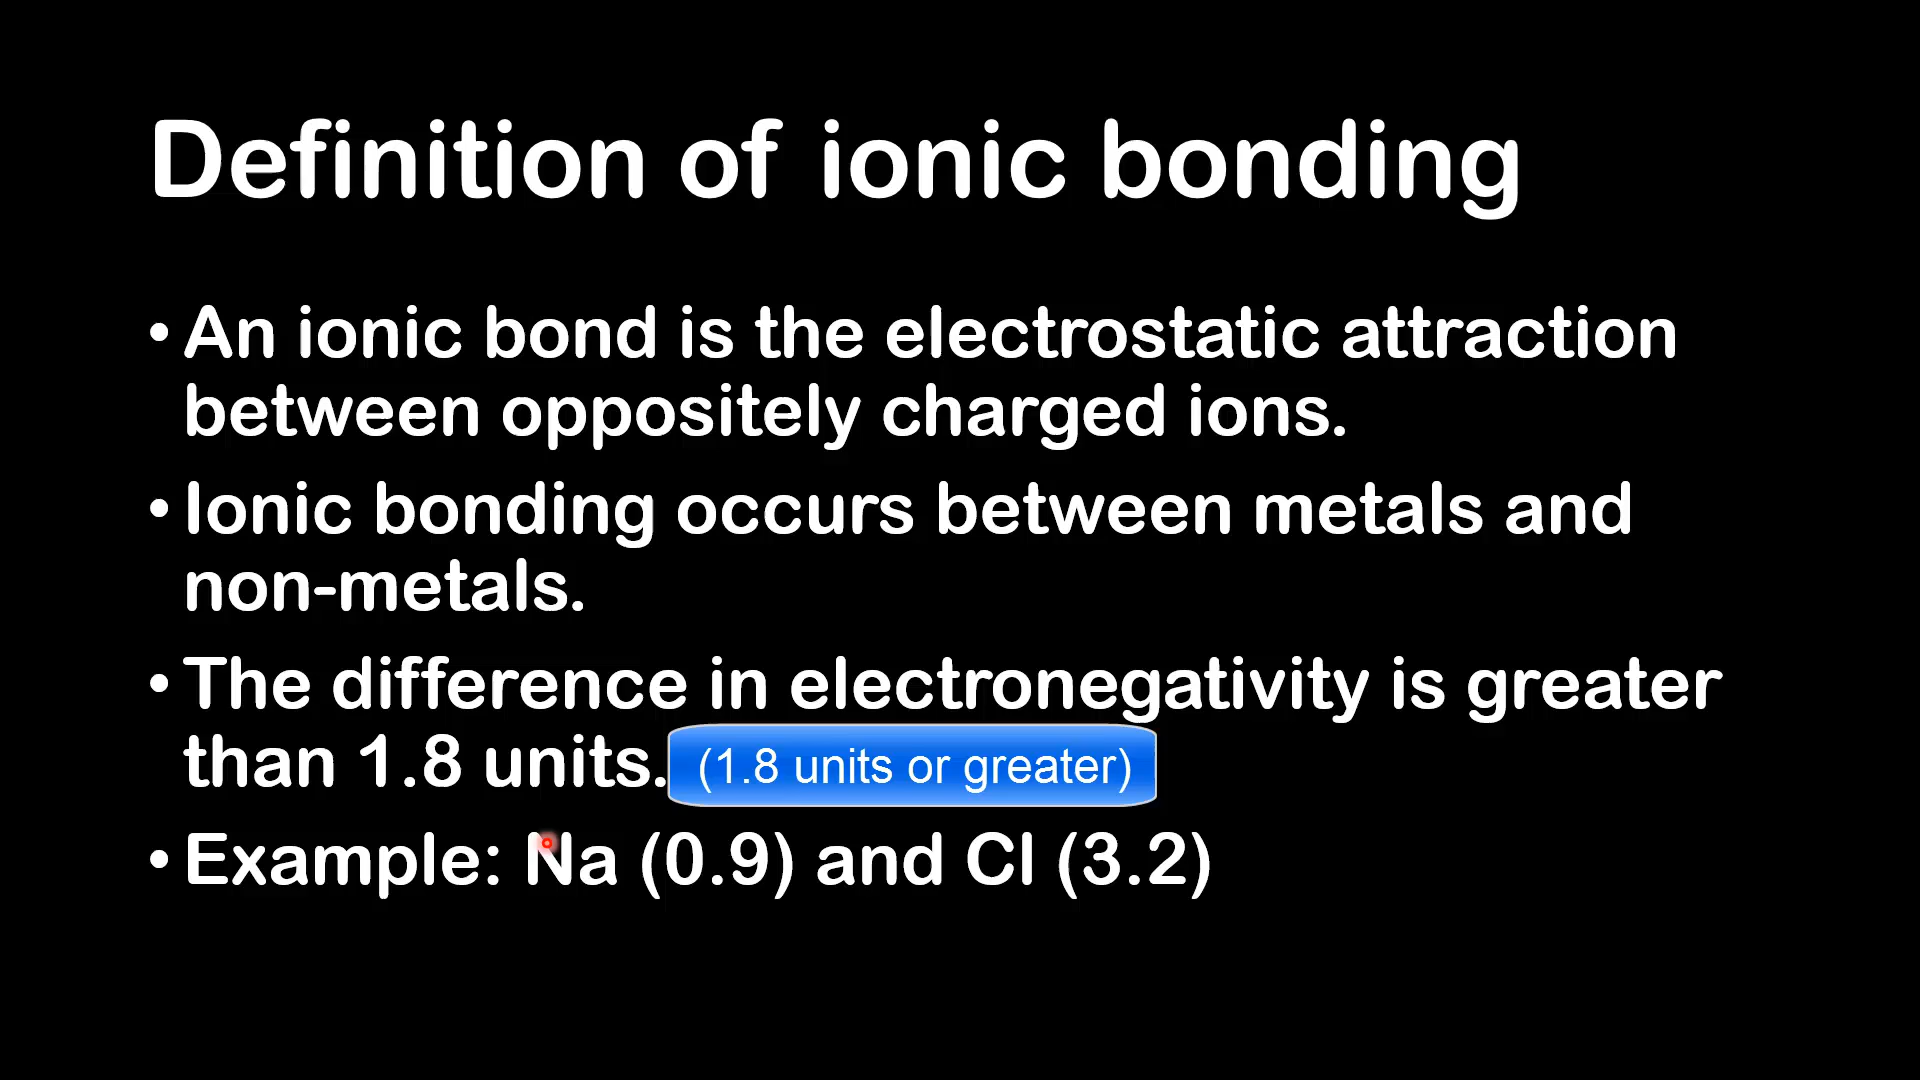 Definition of ionic bonding
• An ionic bond is the electrostatic attraction
between oppositely charged ions.
• Ionic bonding occurs between metals and
non-metals.
• The difference in electronegativity is greater
than 1.8 units. (1.8 units or greater)
• Example: Na (0.9) and Cl (3.2)